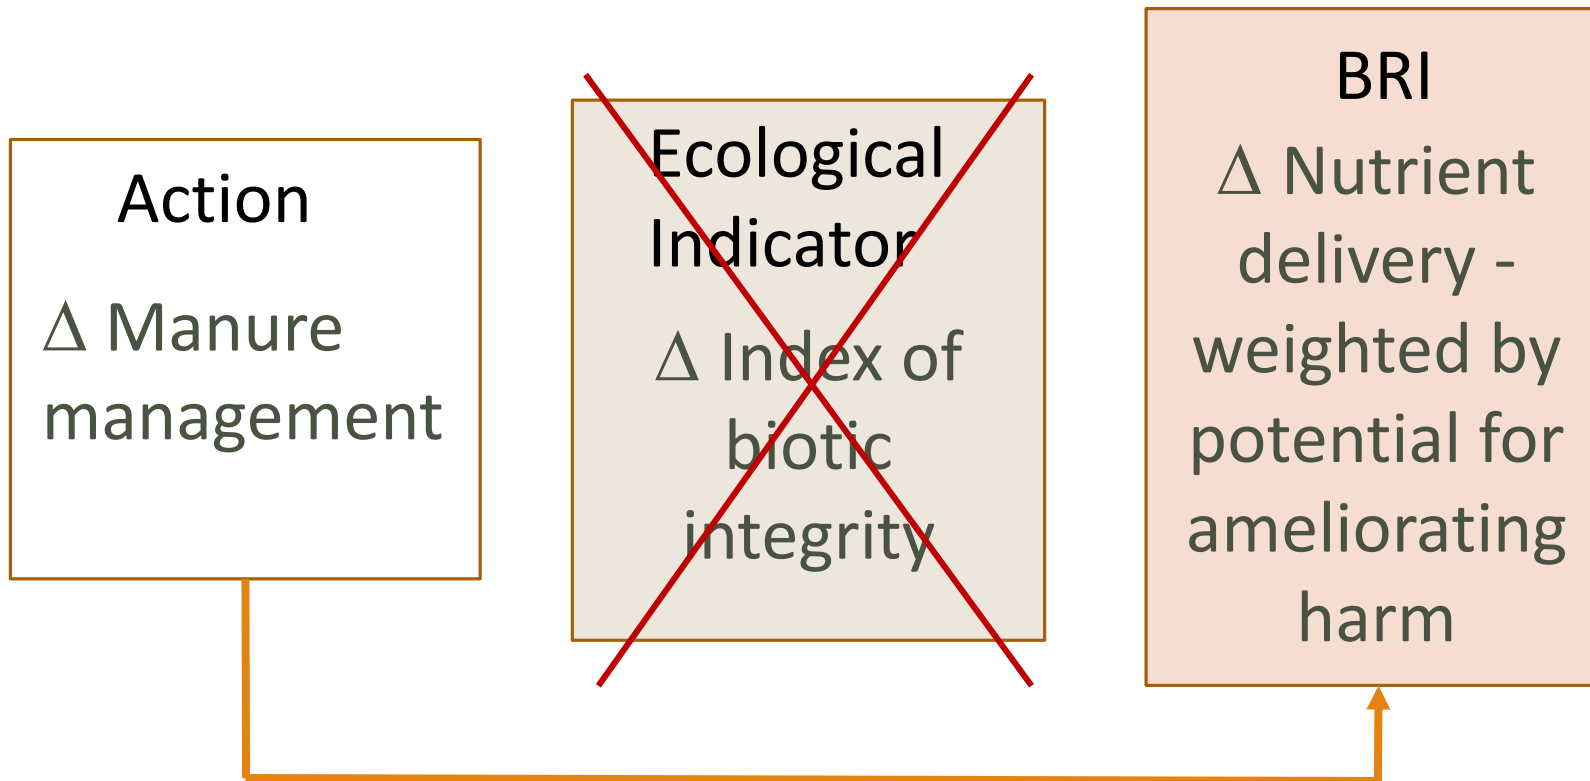 Action
Δ Manure
management
Ecological
Indicator
Δ Index of
biotic
integrity
BRI
Δ Nutrient
delivery -
weighted by
potential for
ameliorating
harm